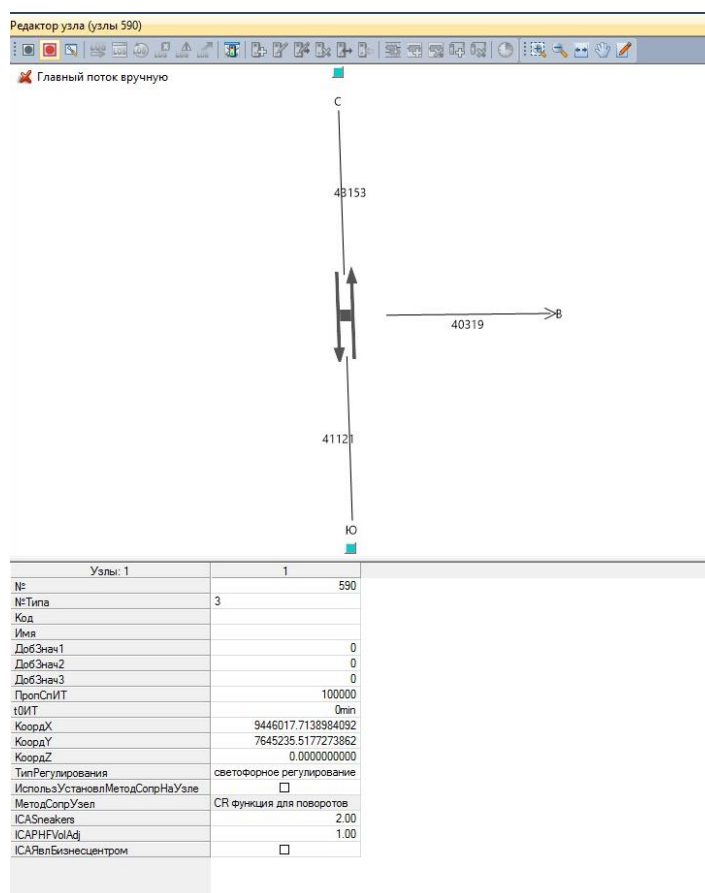 Редактор узла (узлы 590)
Главный поток вручную
С
43153
В
40319
41121
Ю
Узлы: 1 1
№ 590
№Типа 3
Код
Имя
ДобЗнач1 0
ДобЗнач2 0
ДобЗнач3 0
ПропСпИТ 100000
t0ИТ 0min
КоордX 9446017.7138984092
КоордY 7645235.5177273862
КоордZ 0.0000000000
ТипРегулирования светофорное регулирование
ИспользУстановлМетодСопрНаУзле
МетодСопрУзел CR функция для поворотов
ICASneakers 2.00
ICAPHFVolAdj 1.00
ICAЯвлБизнесцентром